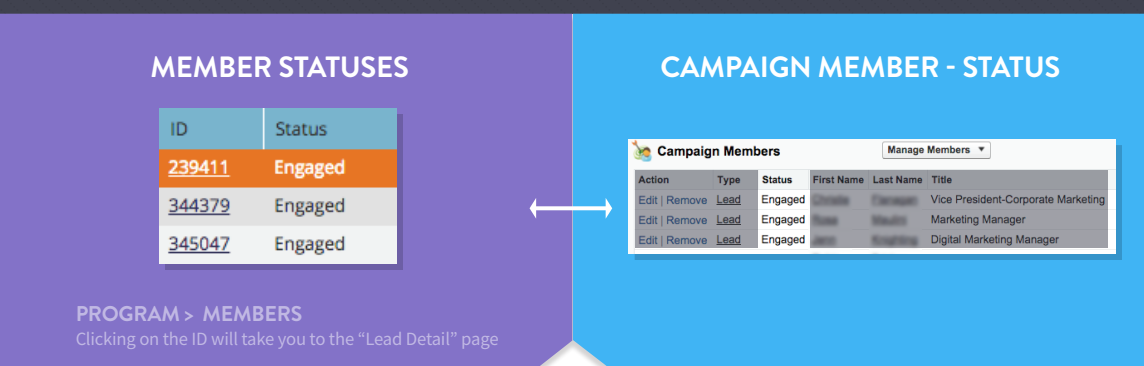 MEMBER STATUSES
ID Status
239411 Engaged
344379 Engaged
345047 Engaged
PROGRAM > MEMBERS
Clicking on the ID will take you to the “Lead Detail” page
CAMPAIGN MEMBER - STATUS
Campaign Members Manage Members
Action Type Status First Name Last Name Title
Edit | Remove Lead Engaged Vice President-Corporate Marketing
Edit | Remove Lead Engaged Marketing Manager
Edit | Remove Lead Engaged Digital Marketing Manager